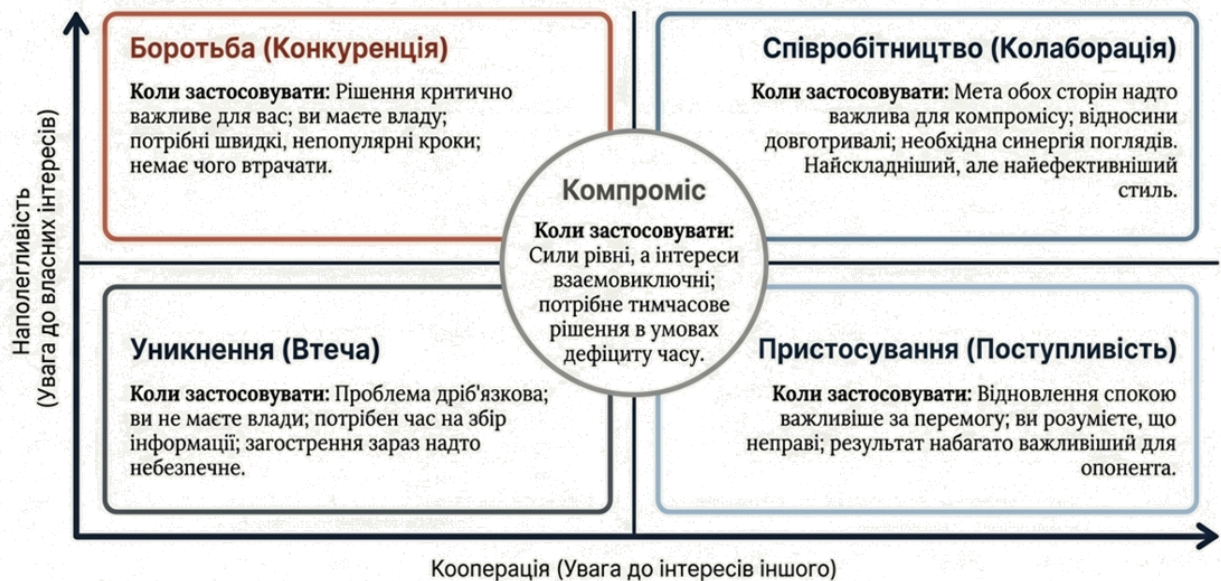 Наполегливість
(Увага до власних інтересів)
Боротьба (Конкуренція)
Коли застосовувати: Рішення критично
важливе для вас; ви маєте владу;
потрібні швидкі, непопулярні кроки;
немає чого втрачати.
Співробітництво (Колаборація)
Коли застосовувати: Мета обох сторін надто
важлива для компромісу; відносини
довготривалі; необхідна синергія поглядів.
Найскладніший, але найефективніший
стиль.
Компроміс
Коли застосовувати:
Сили рівні, а інтереси
взаємовиключні;
потрібне тимчасове
рішення в умовах
дефіциту часу.
Уникнення (Втеча)
Коли застосовувати: Проблема дріб'язкова;
ви не маєте влади; потрібен час на збір
інформації; загострення зараз надто
небезпечне.
Пристосування (Поступливість)
Коли застосовувати: Відновлення спокою
важливіше за перемогу; ви розумієте, що
неправі; результат набагато важливіший для
опонента.
Кооперація (Увага до інтересів іншого)